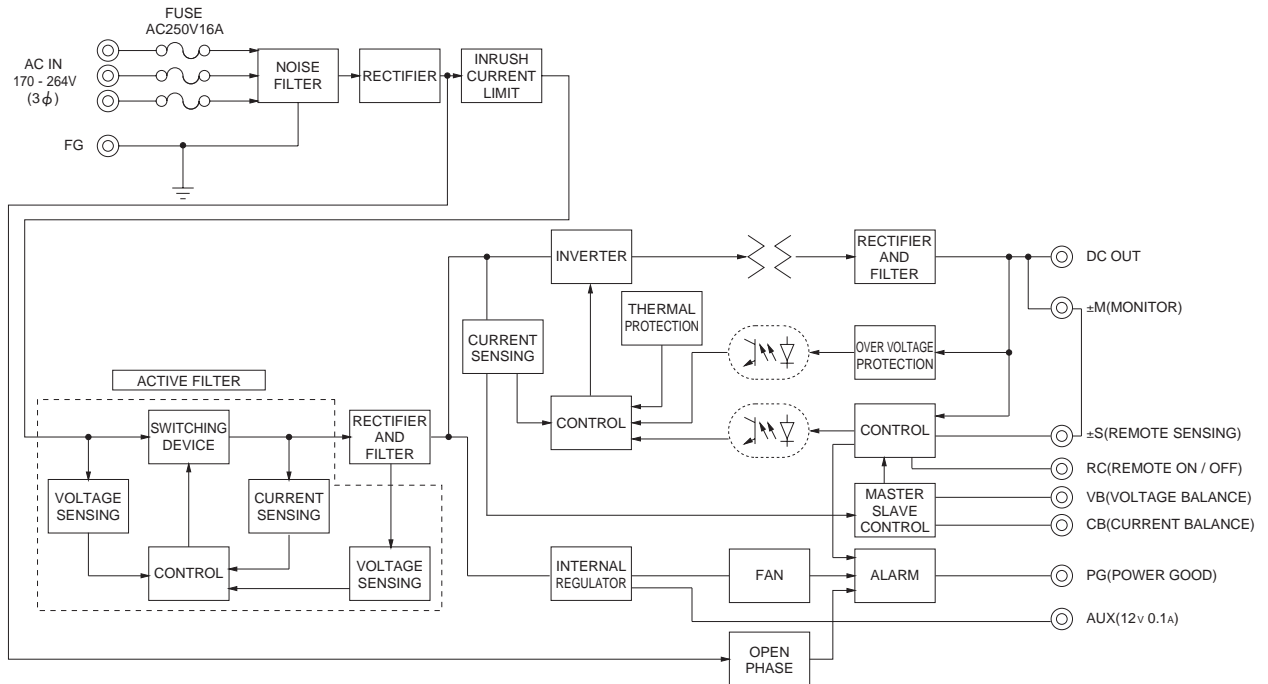 FUSE
AC250V16A
AC IN
170 - 264V
(3ϕ)
NOISE
FILTER
RECTIFIER
INRUSH
CURRENT
LIMIT
FG
INVERTER
RECTIFIER
AND
FILTER
DC OUT
THERMAL
PROTECTION
±M(MONITOR)
CURRENT
SENSING
OVER VOLTAGE
PROTECTION
ACTIVE FILTER
SWITCHING
DEVICE
RECTIFIER
AND
FILTER
CONTROL
CONTROL
±S(REMOTE SENSING)
RC(REMOTE ON / OFF)
VOLTAGE
SENSING
CURRENT
SENSING
MASTER
SLAVE
CONTROL
VB(VOLTAGE BALANCE)
CB(CURRENT BALANCE)
CONTROL
VOLTAGE
SENSING
INTERNAL
REGULATOR
FAN
ALARM
PG(POWER GOOD)
AUX(12V 0.1A)
OPEN
PHASE